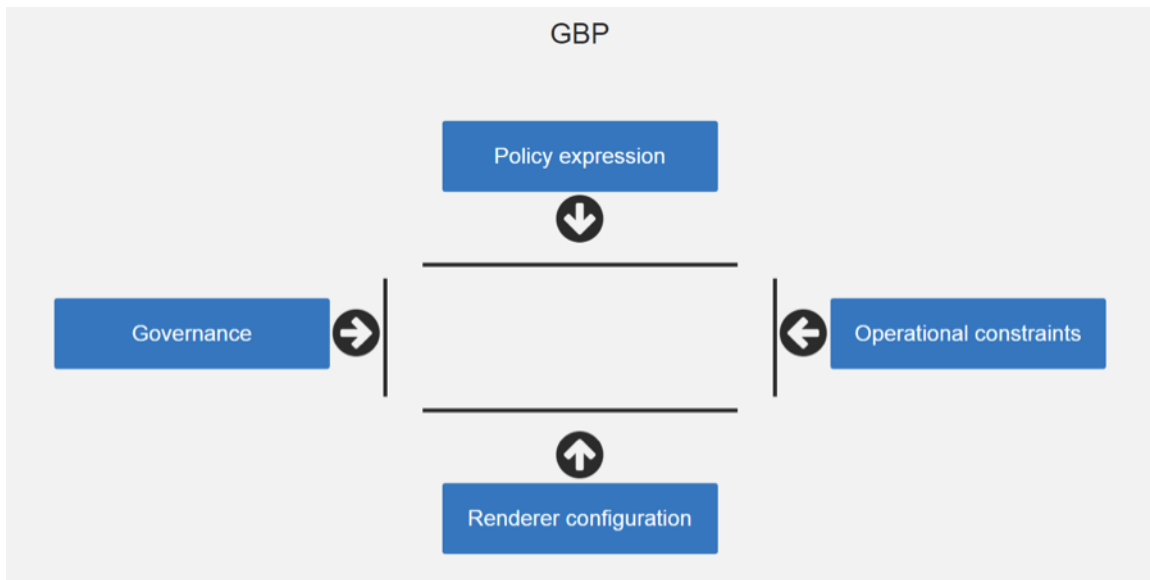 GBP
Policy expression
Governance
Operational constraints
Renderer configuration